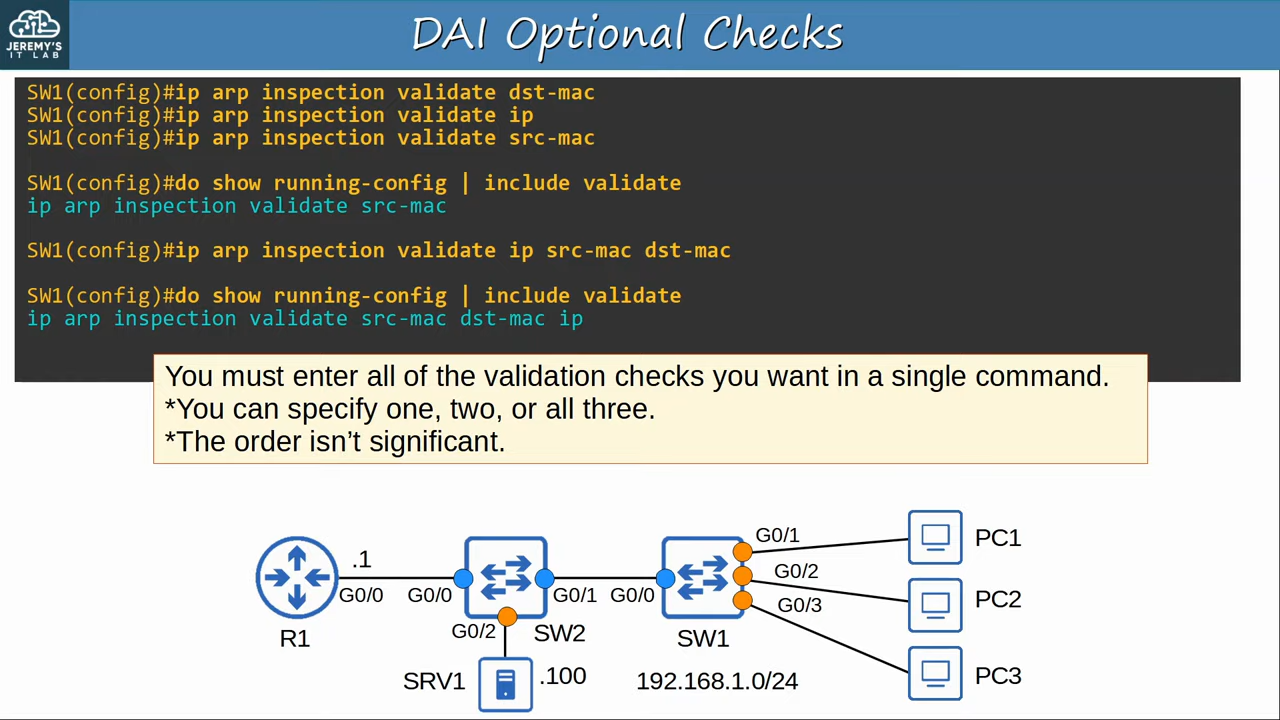 JEREMY'S
IT LAB
DAI Optional Checks
SW1(config)#ip arp inspection validate dst-mac
SW1(config)#ip arp inspection validate ip
SW1(config)#ip arp inspection validate src-mac
SW1(config)#do show running-config | include validate
ip arp inspection validate src-mac
SW1(config)#ip arp inspection validate ip src-mac dst-mac
SW1(config)#do show running-config | include validate
ip arp inspection validate src-mac dst-mac ip
You must enter all of the validation checks you want in a single command.
*You can specify one, two, or all three.
*The order isn’t significant.
.1
G0/0
R1
G0/0
G0/1
G0/2
SW2
SRV1
.100
G0/0
SW1
192.168.1.0/24
G0/1
G0/2
G0/3
PC1
PC2
PC3